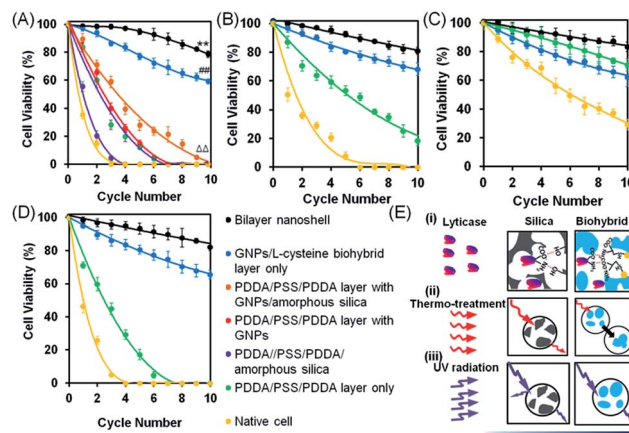 (A)
100
80
60
40
20
0
Cell Viability (%)
0 2 4 6 8 10
Cycle Number
**
##
ΔΔ
(B)
100
80
60
40
20
0
Cell Viability (%)
0 2 4 6 8 10
Cycle Number
(C)
100
80
60
40
20
0
Cell Viability (%)
0 2 4 6 8 10
Cycle Number
(D)
100
80
60
40
20
0
Cell Viability (%)
0 2 4 6 8 10
Cycle Number
Bilayer nanoshell
GNPs/L-cysteine biohybrid
layer only
PDDA/PSS/PDDA layer with
GNPs/amorphous silica
PDDA/PSS/PDDA layer with
GNPs
PDDA//PSS/PDDA/
amorphous silica
PDDA/PSS/PDDA layer only
Native cell
(E)
(i) Lyticase
Silica
Biohybrid
(ii)
Thermo-treatment
(iii)
UV radiation